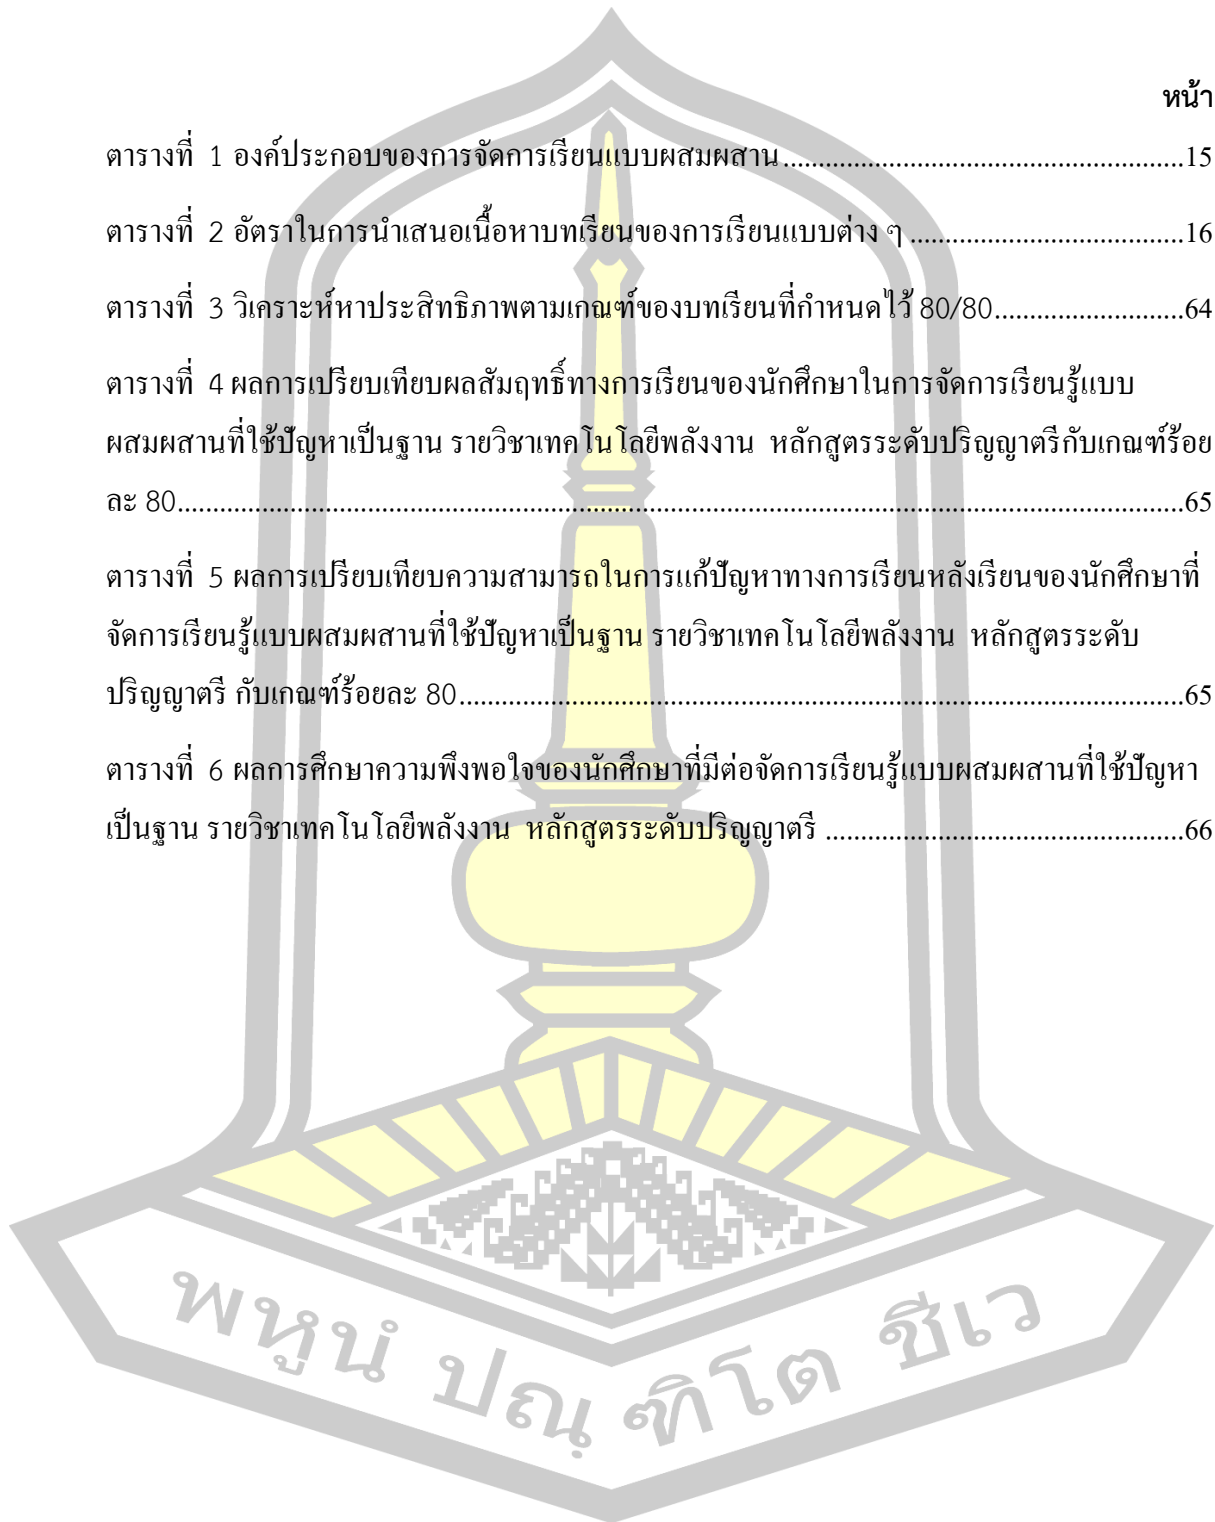 หน้า
ตารางที่ 1 องค์ประกอบของการจัดการเรียนแบบผสมผสาน...........................................................15
ตารางที่ 2 อัตราในการนำเสนอเนื้อหาบทเรียนของการเรียนแบบต่าง ๆ ........................................16
ตารางที่ 3 วิเคราะห์หาประสิทธิภาพตามเกณฑ์ของบทเรียนที่กำหนดไว้ 80/80............................64
ตารางที่ 4 ผลการเปรียบเทียบผลสัมฤทธิ์ทางการเรียนของนักศึกษาในการจัดการเรียนรู้แบบ
ผสมผสานที่ใช้ปัญหาเป็นฐาน รายวิชาเทคโนโลยีพลังงาน หลักสูตรระดับปริญญาตรีกับเกณฑ์ร้อย
ละ 80...............................................................................................................................................65
ตารางที่ 5 ผลการเปรียบเทียบความสามารถในการแก้ปัญหาทางการเรียนหลังเรียนของนักศึกษาที่
จัดการเรียนรู้แบบผสมผสานที่ใช้ปัญหาเป็นฐาน รายวิชาเทคโนโลยีพลังงาน หลักสูตรระดับ
ปริญญาตรี กับเกณฑ์ร้อยละ 80.........................................................................................................65
ตารางที่ 6 ผลการศึกษาความพึงพอใจของนักศึกษาที่มีต่อจัดการเรียนรู้แบบผสมผสานที่ใช้ปัญหา
เป็นฐาน รายวิชาเทคโนโลยีพลังงาน หลักสูตรระดับปริญญาตรี .......................................................66
พหูนํ ปณฺฑิโต ชีเว